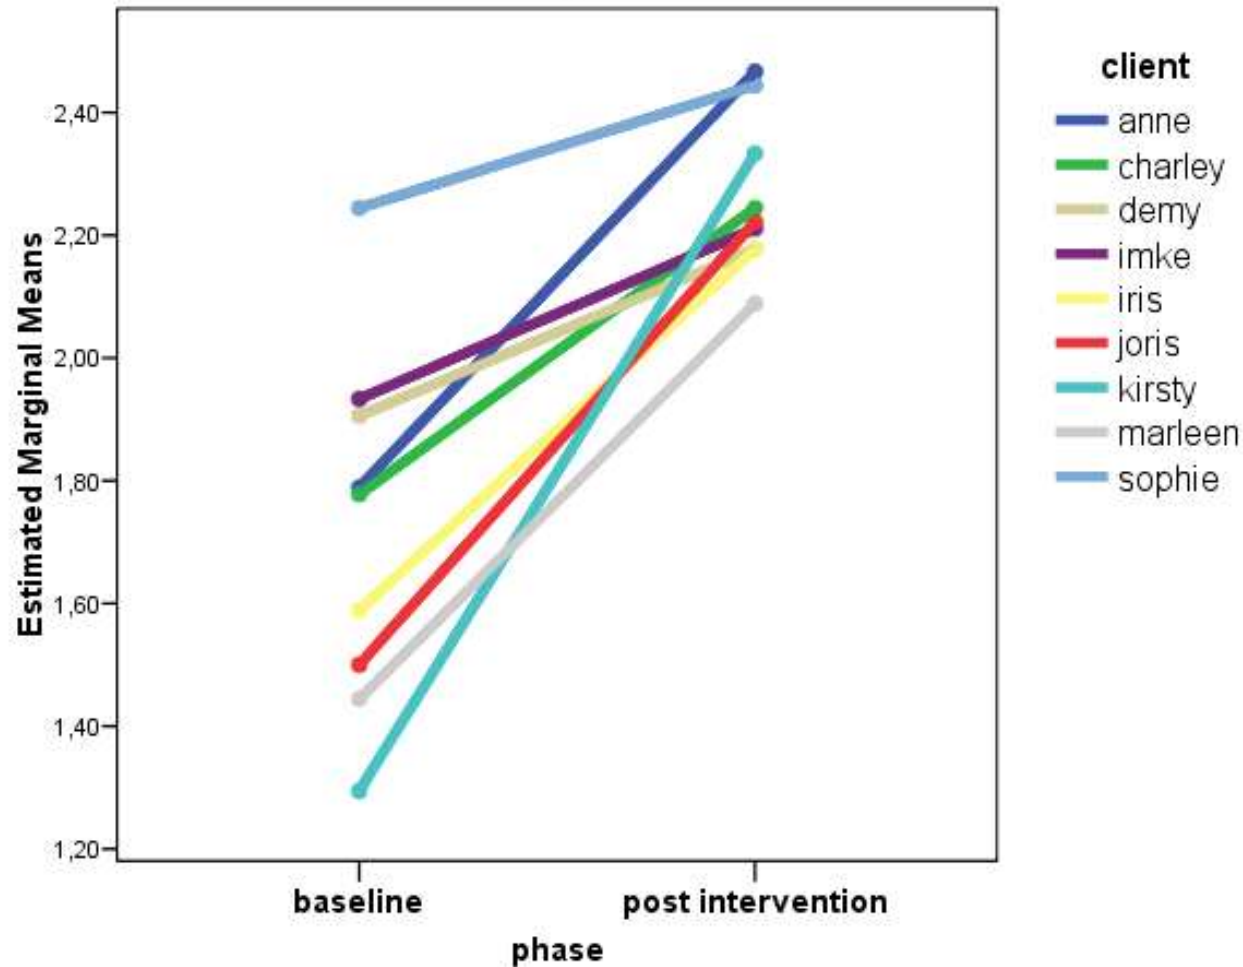 Estimated Marginal Means
2,40
2,20
2,00
1,80
1,60
1,40
1,20
baseline
post intervention
phase
client
anne
charley
demy
imke
iris
joris
kirsty
marleen
sophie